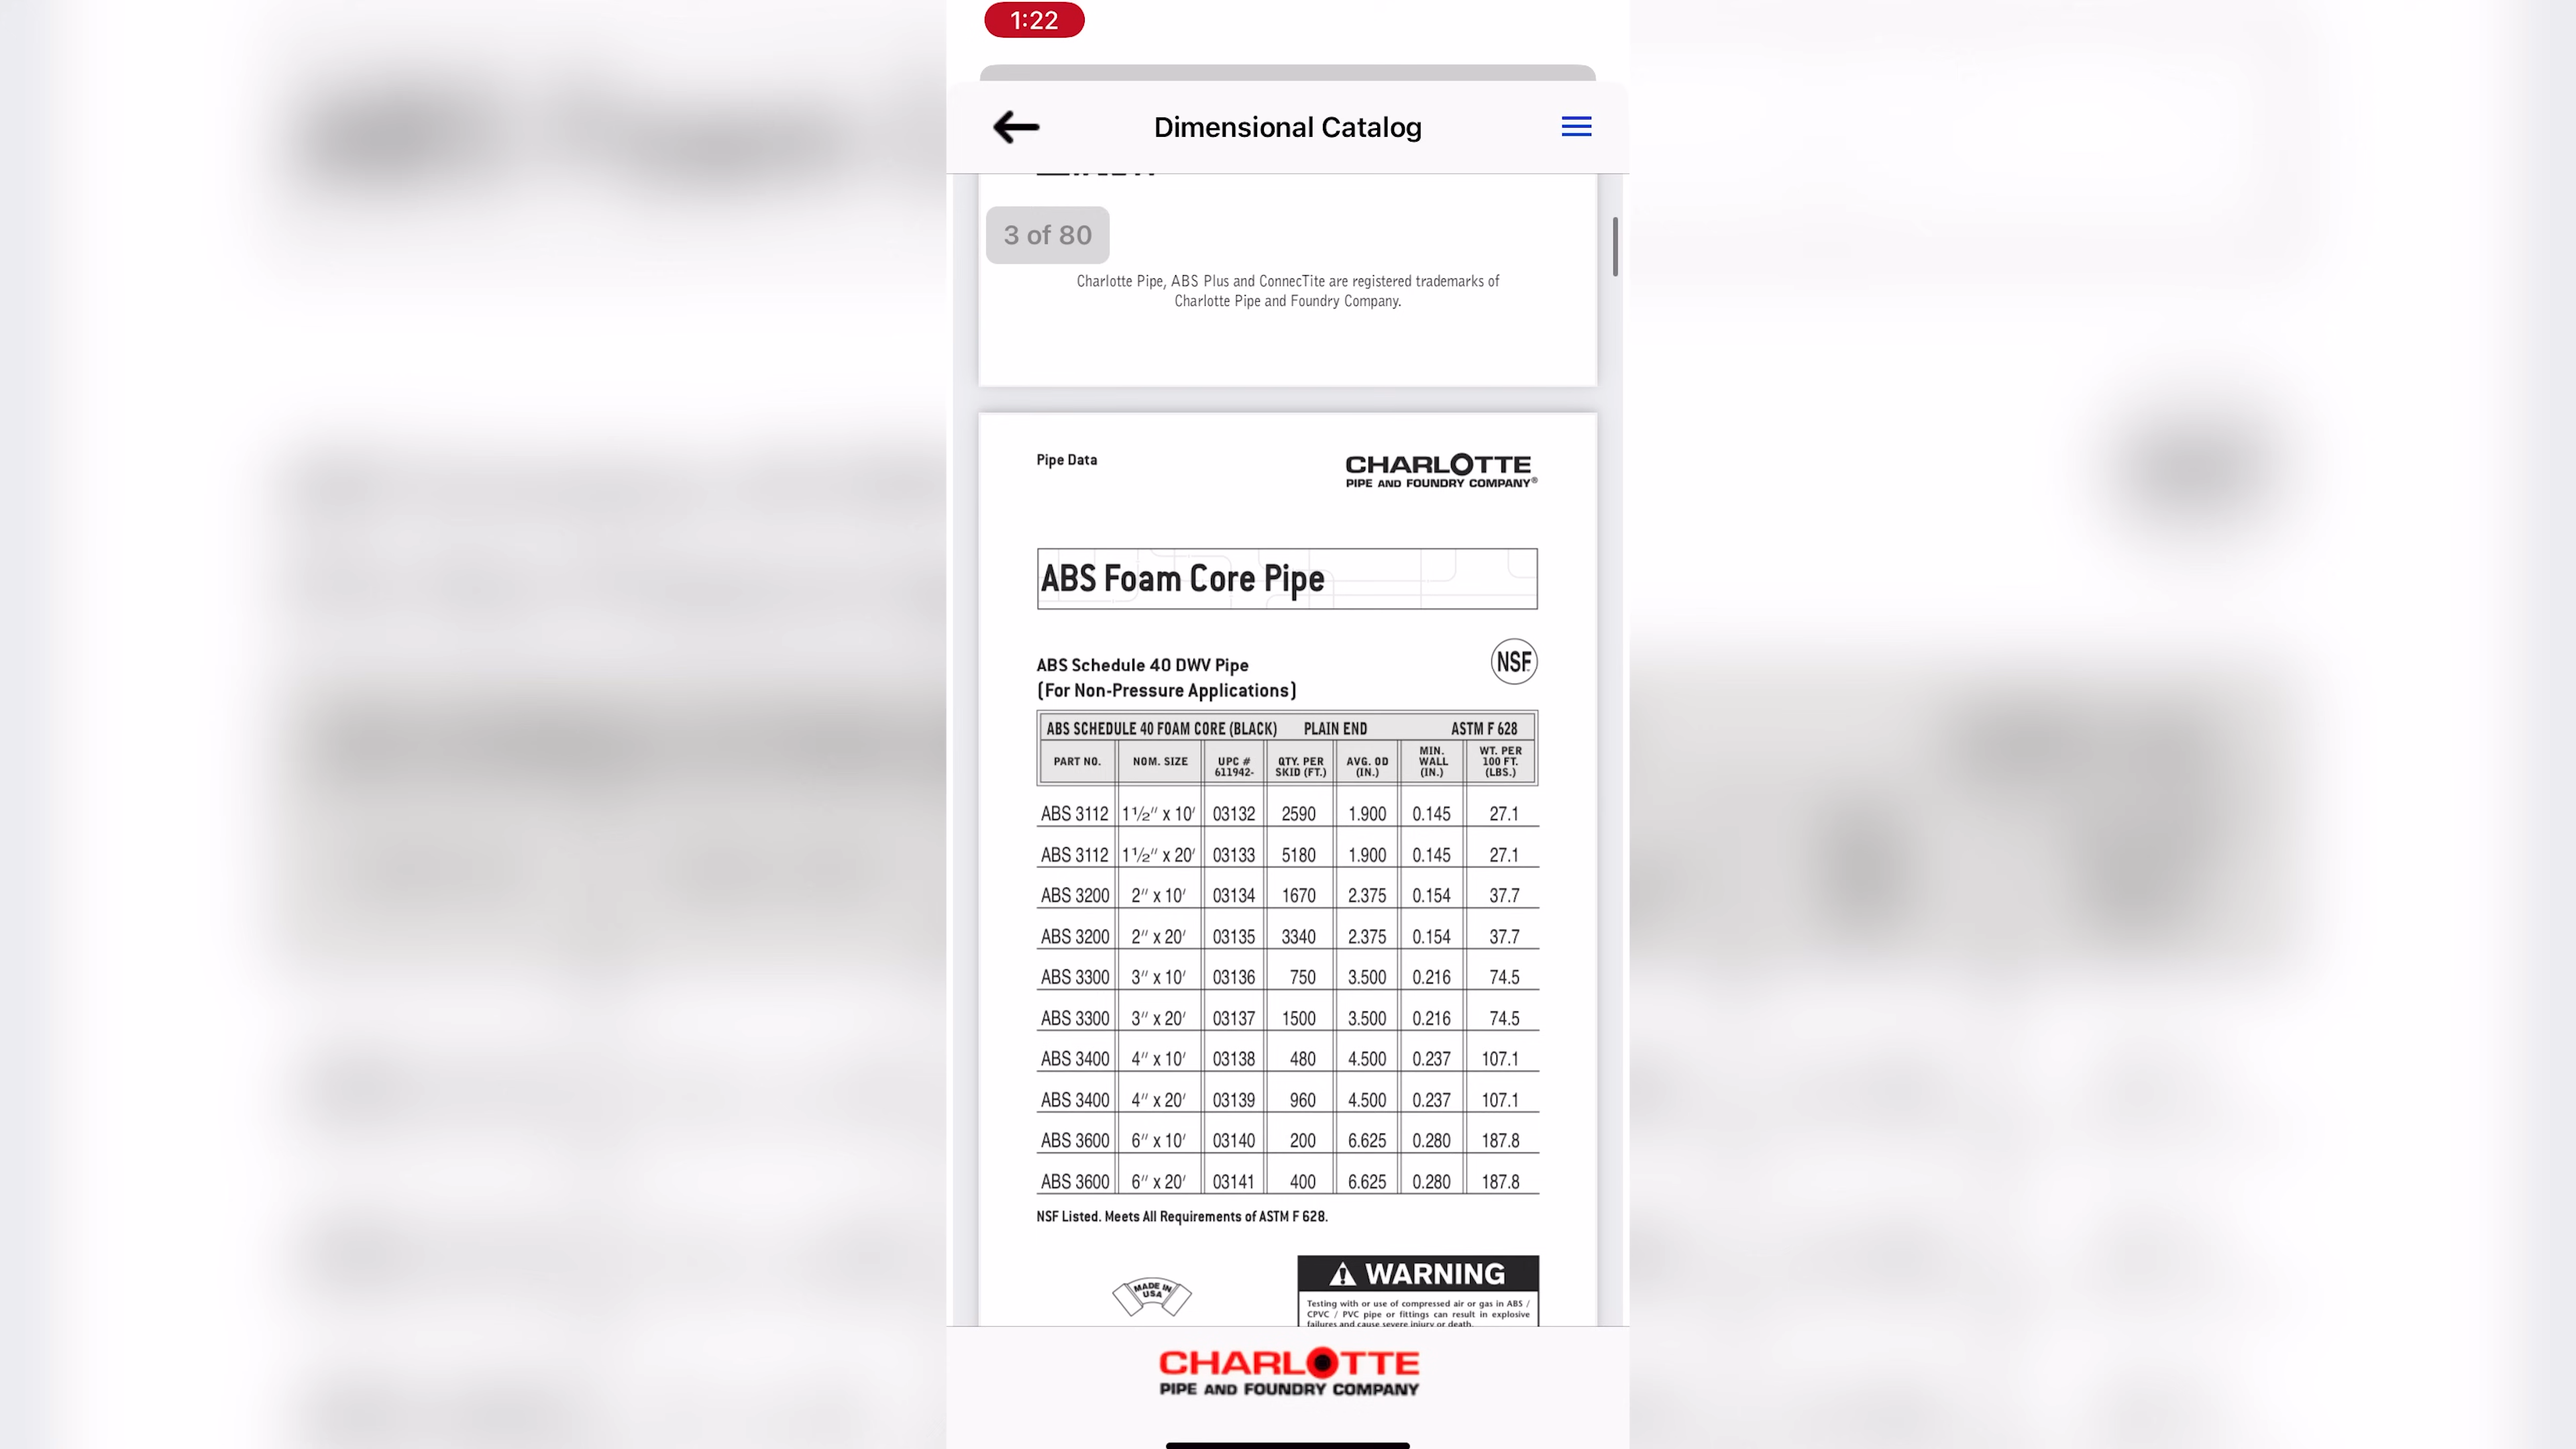 1:22
Dimensional Catalog
3 of 80
Charlotte Pipe, ABS Plus and ConnecTite are registered trademarks of
Charlotte Pipe and Foundry Company.
Pipe Data
CHARLOTTE
PIPE AND FOUNDRY COMPANY®
ABS Foam Core Pipe
ABS Schedule 40 DWV Pipe
(For Non-Pressure Applications)
NSF
ABS SCHEDULE 40 FOAM CORE (BLACK) PLAIN END ASTM F 628
PART NO. NOM. SIZE UPC # 611942- QTY. PER SKID (FT.) AVG. OD (IN.) MIN. WALL (IN.) WT. PER 100 FT. (LBS.)
ABS 3112 1½″ x 10′ 03132 2590 1.900 0.145 27.1
ABS 3112 1½″ x 20′ 03133 5180 1.900 0.145 27.1
ABS 3200 2″ x 10′ 03134 1670 2.375 0.154 37.7
ABS 3200 2″ x 20′ 03135 3340 2.375 0.154 37.7
ABS 3300 3″ x 10′ 03136 750 3.500 0.216 74.5
ABS 3300 3″ x 20′ 03137 1500 3.500 0.216 74.5
ABS 3400 4″ x 10′ 03138 480 4.500 0.237 107.1
ABS 3400 4″ x 20′ 03139 960 4.500 0.237 107.1
ABS 3600 6″ x 10′ 03140 200 6.625 0.280 187.8
ABS 3600 6″ x 20′ 03141 400 6.625 0.280 187.8
NSF Listed. Meets All Requirements of ASTM F 628.
MADE IN
USA
WARNING
Testing with or use of compressed air or gas in ABS /
CPVC / PVC pipe or fittings can result in explosive
failures and cause severe injury or death.
CHARLOTTE
PIPE AND FOUNDRY COMPANY